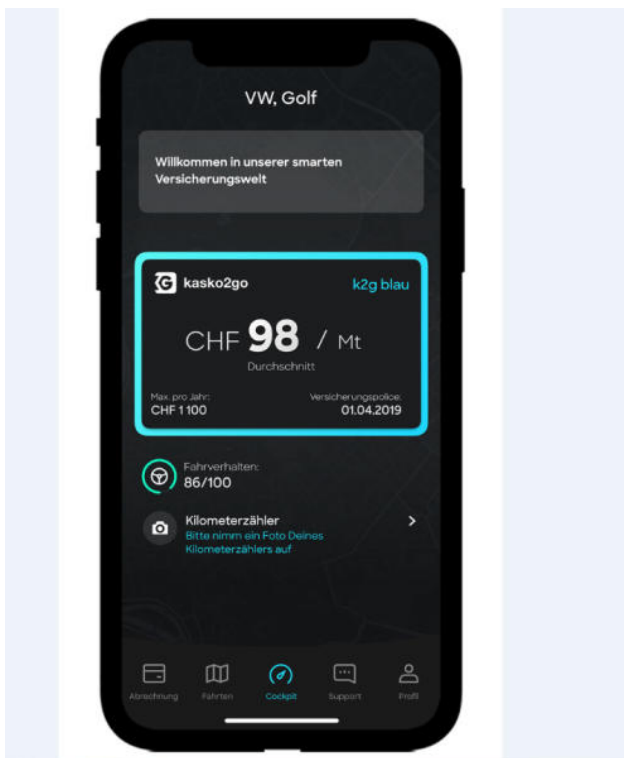 VW, Golf
Willkommen in unserer smarten
Versicherungswelt
kasko2go
k2g blau
CHF 98 / Mt
Durchschnitt
Max. pro Jahr:
Versicherungspolice:
CHF 1 100
01.04.2019
Fahrverhalten:
86/100
Kilometerzähler
Bitte nimm ein Foto Deines
Kilometerzählers auf
Abrechnung
Fahrten
Cockpit
Support
Profil